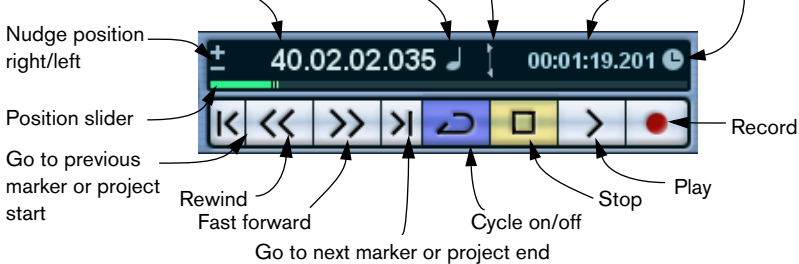 Nudge position
right/left
40.02.02.035
00:01:19.201
Position slider
Record
Go to previous
marker or project
start
Rewind
Fast forward
Play
Stop
Cycle on/off
Go to next marker or project end